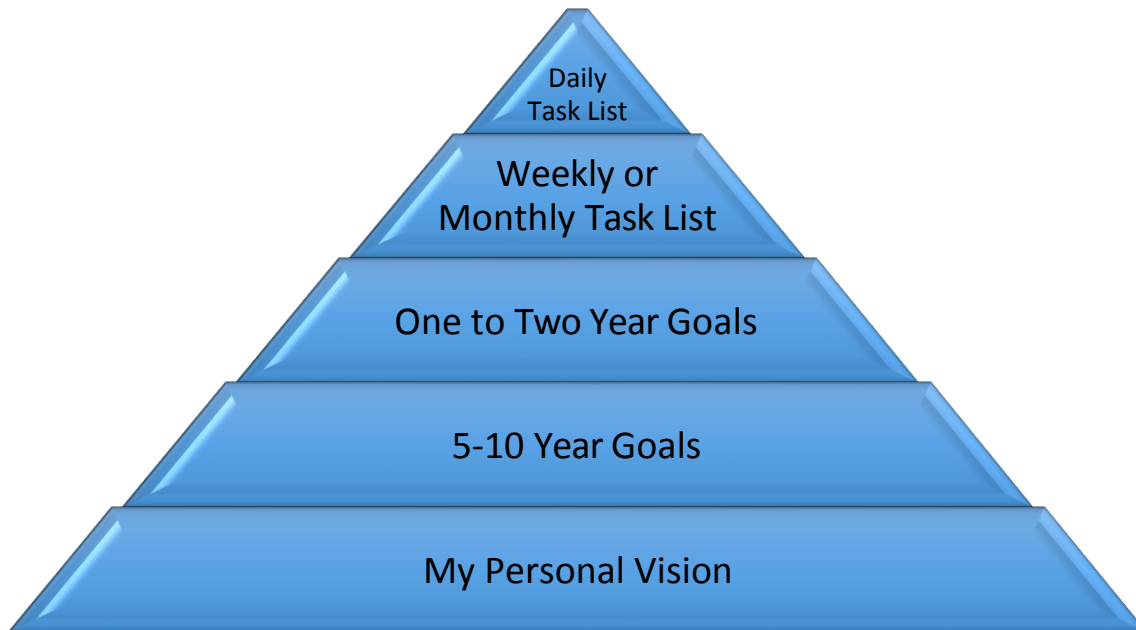 Daily
Task List
Weekly or
Monthly Task List
One to Two Year Goals
5-10 Year Goals
My Personal Vision